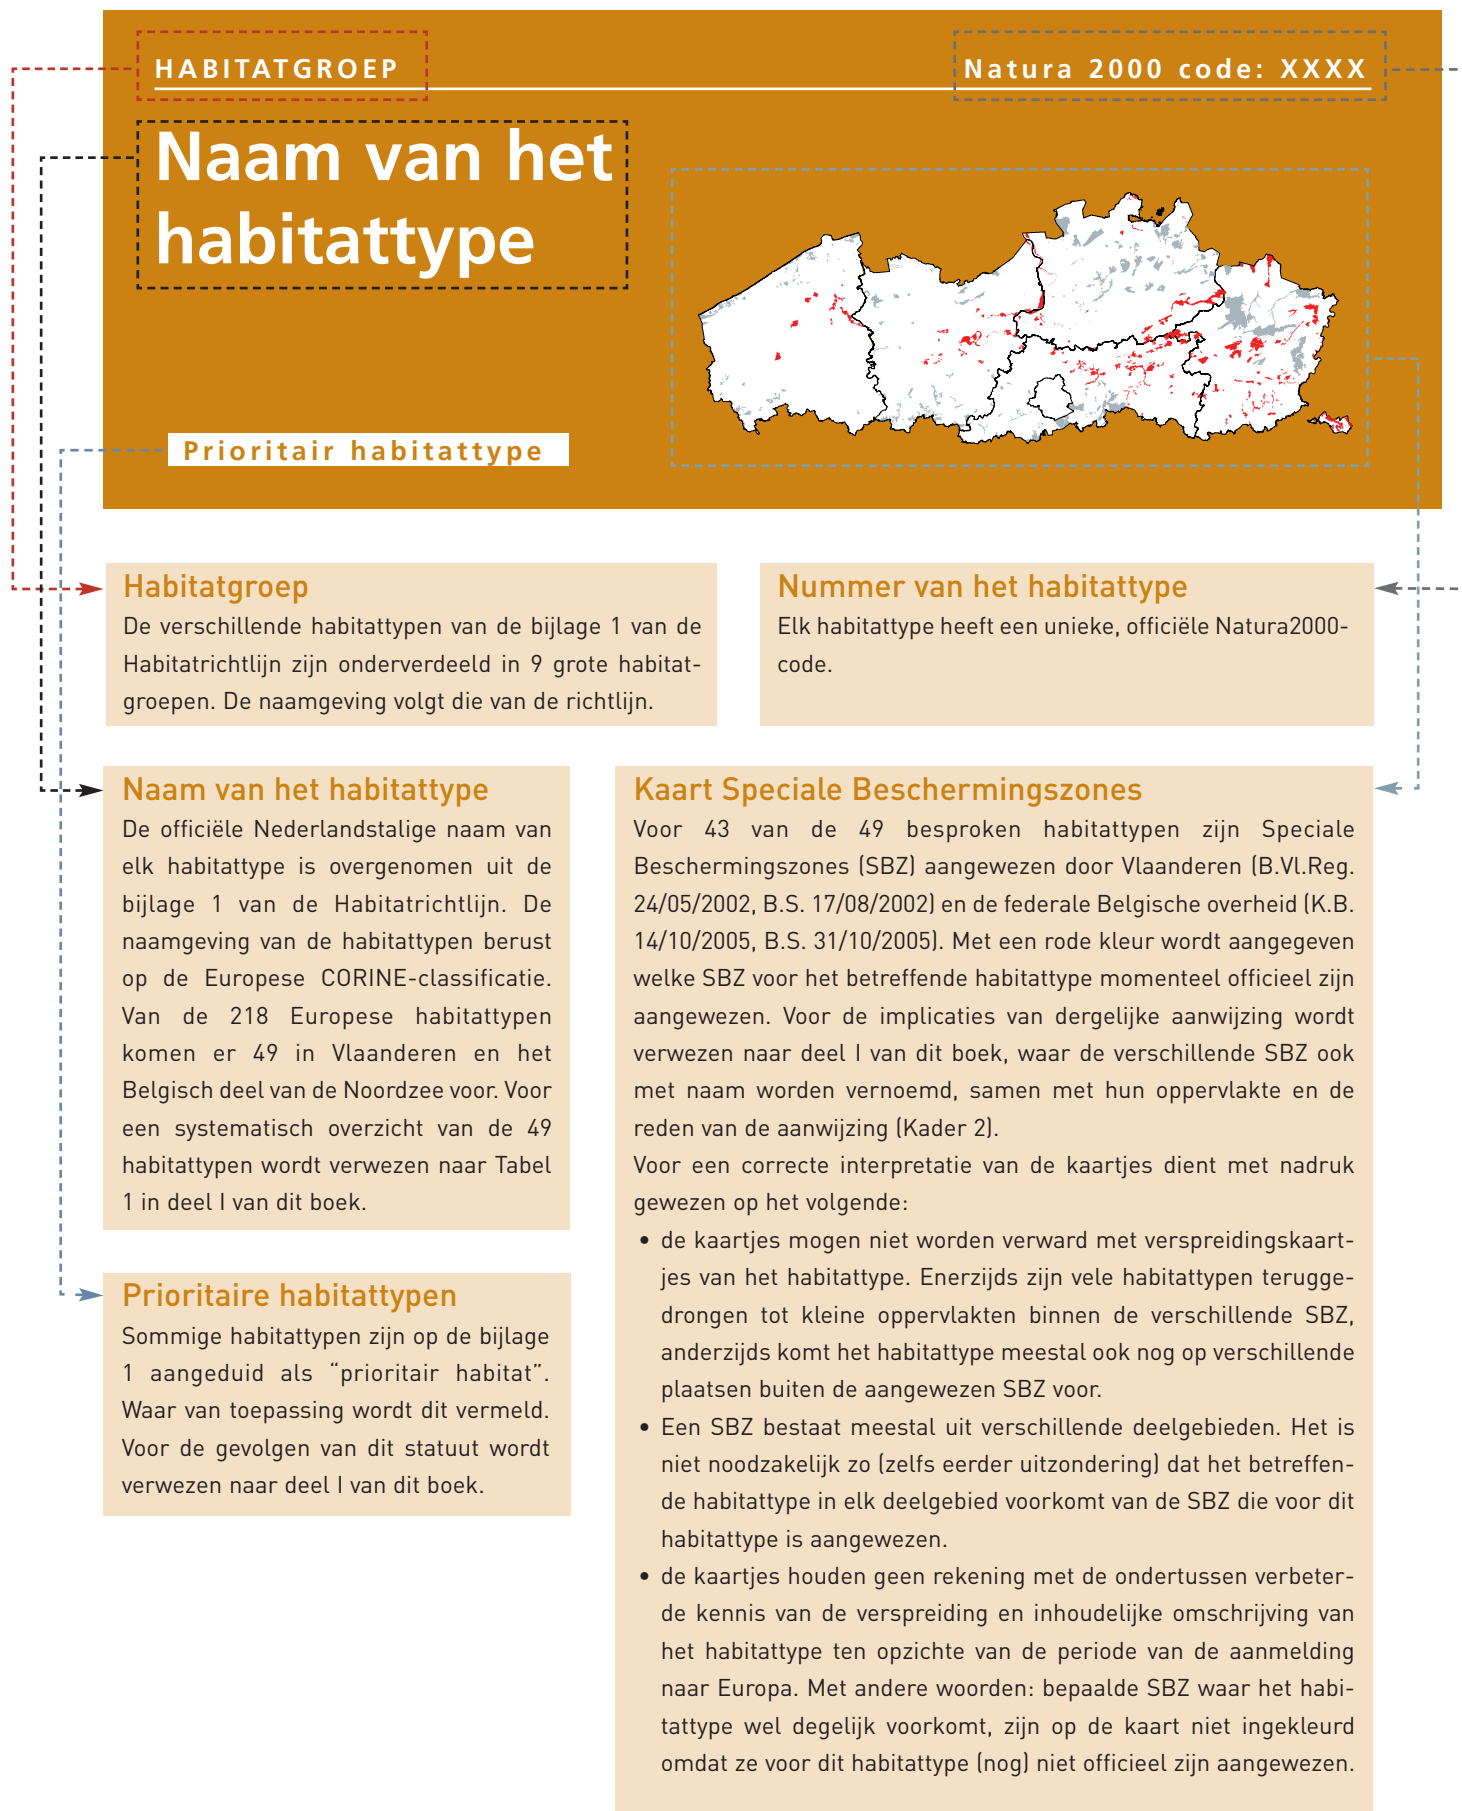 HABITATGROEP
Natura 2000 code: XXXX
Naam van het
habitattype
Prioritair habitattype
Habitatgroep
De verschillende habitattypen van de bijlage 1 van de
Habitatrichtlijn zijn onderverdeeld in 9 grote habitat-
groepen. De naamgeving volgt die van de richtlijn.
Nummer van het habitattype
Elk habitattype heeft een unieke, officiële Natura2000-
code.
Naam van het habitattype
De officiële Nederlandstalige naam van
elk habitattype is overgenomen uit de
bijlage 1 van de Habitatrichtlijn. De
naamgeving van de habitattypen berust
op de Europese CORINE-classificatie.
Van de 218 Europese habitattypen
komen er 49 in Vlaanderen en het
Belgisch deel van de Noordzee voor. Voor
een systematisch overzicht van de 49
habitattypen wordt verwezen naar Tabel
1 in deel I van dit boek.
Prioritaire habitattypen
Sommige habitattypen zijn op de bijlage
1 aangeduid als “prioritair habitat”.
Waar van toepassing wordt dit vermeld.
Voor de gevolgen van dit statuut wordt
verwezen naar deel I van dit boek.
Kaart Speciale Beschermingszones
Voor 43 van de 49 besproken habitattypen zijn Speciale
Beschermingszones (SBZ) aangewezen door Vlaanderen (B.Vl.Reg.
24/05/2002, B.S. 17/08/2002) en de federale Belgische overheid (K.B.
14/10/2005, B.S. 31/10/2005). Met een rode kleur wordt aangegeven
welke SBZ voor het betreffende habitattype momenteel officieel zijn
aangewezen. Voor de implicaties van dergelijke aanwijzing wordt
verwezen naar deel I van dit boek, waar de verschillende SBZ ook
met naam worden vernoemd, samen met hun oppervlakte en de
reden van de aanwijzing (Kader 2).
Voor een correcte interpretatie van de kaartjes dient met nadruk
gewezen op het volgende:
• de kaartjes mogen niet worden verward met verspreidingskaart-
jes van het habitattype. Enerzijds zijn vele habitattypen terugge-
drongen tot kleine oppervlakten binnen de verschillende SBZ,
anderzijds komt het habitattype meestal ook nog op verschillende
plaatsen buiten de aangewezen SBZ voor.
• Een SBZ bestaat meestal uit verschillende deelgebieden. Het is
niet noodzakelijk zo (zelfs eerder uitzondering) dat het betreffen-
de habitattype in elk deelgebied voorkomt van de SBZ die voor dit
habitattype is aangewezen.
• de kaartjes houden geen rekening met de ondertussen verbeter-
de kennis van de verspreiding en inhoudelijke omschrijving van
het habitattype ten opzichte van de periode van de aanmelding
naar Europa. Met andere woorden: bepaalde SBZ waar het habi-
tattype wel degelijk voorkomt, zijn op de kaart niet ingekleurd
omdat ze voor dit habitattype (nog) niet officieel zijn aangewezen.